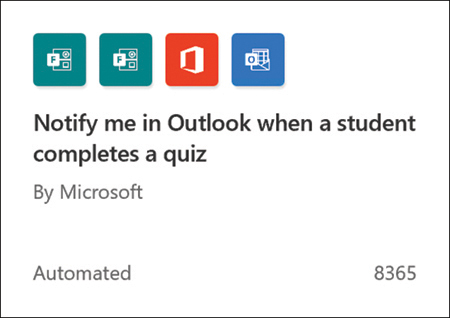 Notify me in Outlook when a student
completes a quiz
By Microsoft
Automated 8365